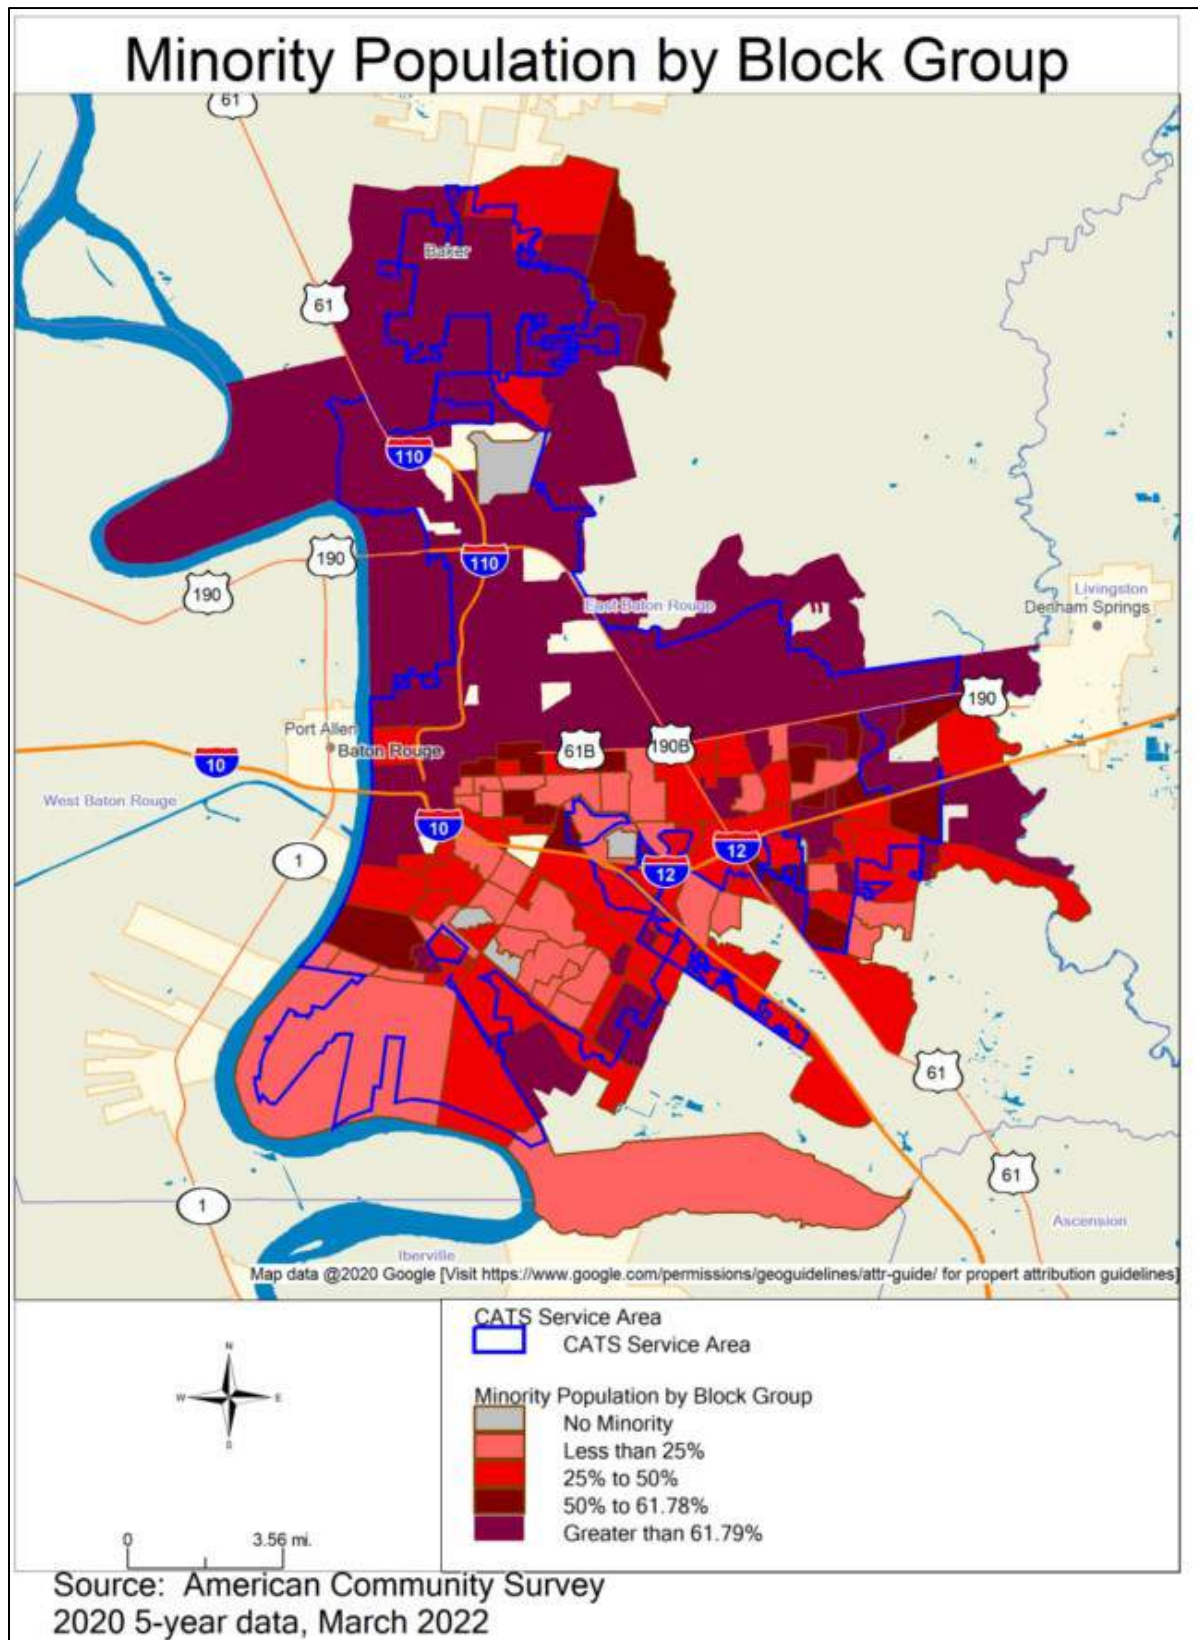 Minority Population by Block Group
61
Baker
61
110
190
110
190
East Baton Rouge
Livingston
Denham Springs
190
Port Allen
Baton Rouge
61B
190B
10
West Baton Rouge
10
12
1
12
61
61
1
Ascension
Iberville
Map data @2020 Google [Visit https://www.google.com/permissions/geoguidelines/attr-guide/ for propert attribution guidelines]
CATS Service Area
CATS Service Area
N
W E
S
Minority Population by Block Group
No Minority
Less than 25%
25% to 50%
50% to 61.78%
Greater than 61.79%
0 3.56 mi.
Source: American Community Survey
2020 5-year data, March 2022